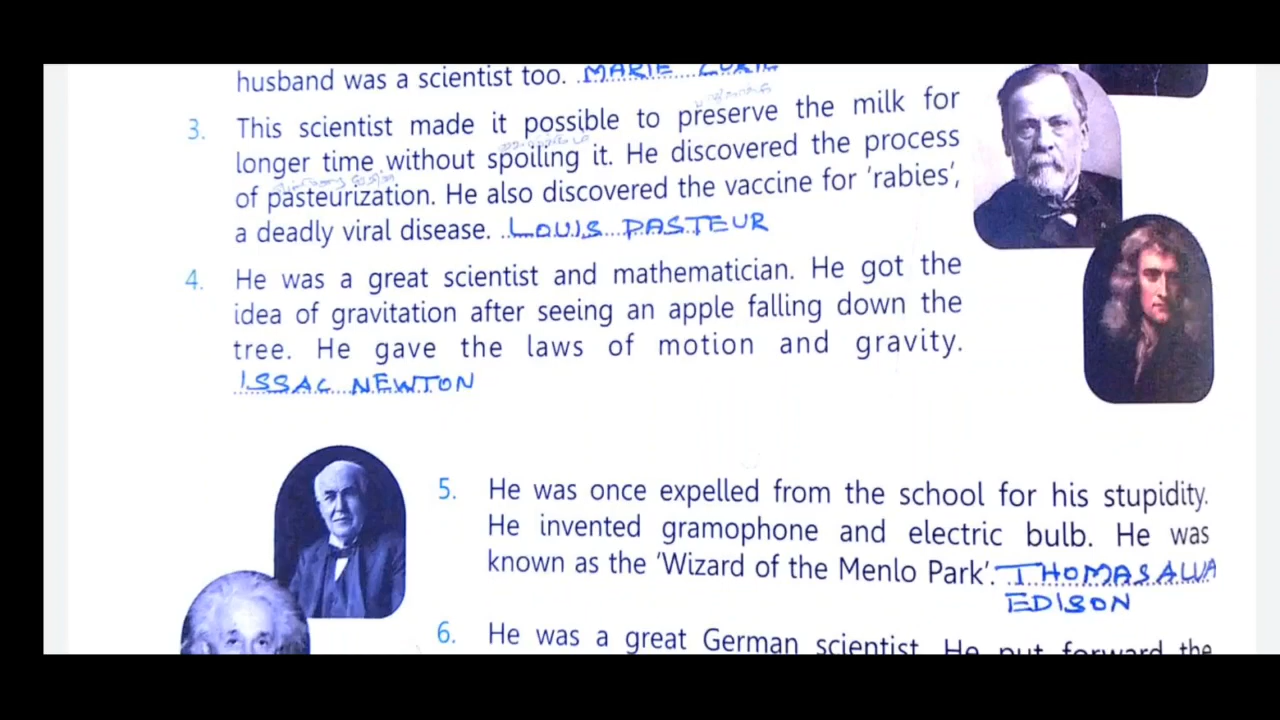 husband was a scientist too. MARIE CURIE
3. This scientist made it possible to preserve the milk for
longer time without spoiling it. He discovered the process
of pasteurization. He also discovered the vaccine for 'rabies',
a deadly viral disease. LOUIS PASTEUR
4. He was a great scientist and mathematician. He got the
idea of gravitation after seeing an apple falling down the
tree. He gave the laws of motion and gravity.
ISSAC NEWTON
5. He was once expelled from the school for his stupidity.
He invented gramophone and electric bulb. He was
known as the 'Wizard of the Menlo Park'. THOMAS ALVA
EDISON
6. He was a great German scientist. He put forward the